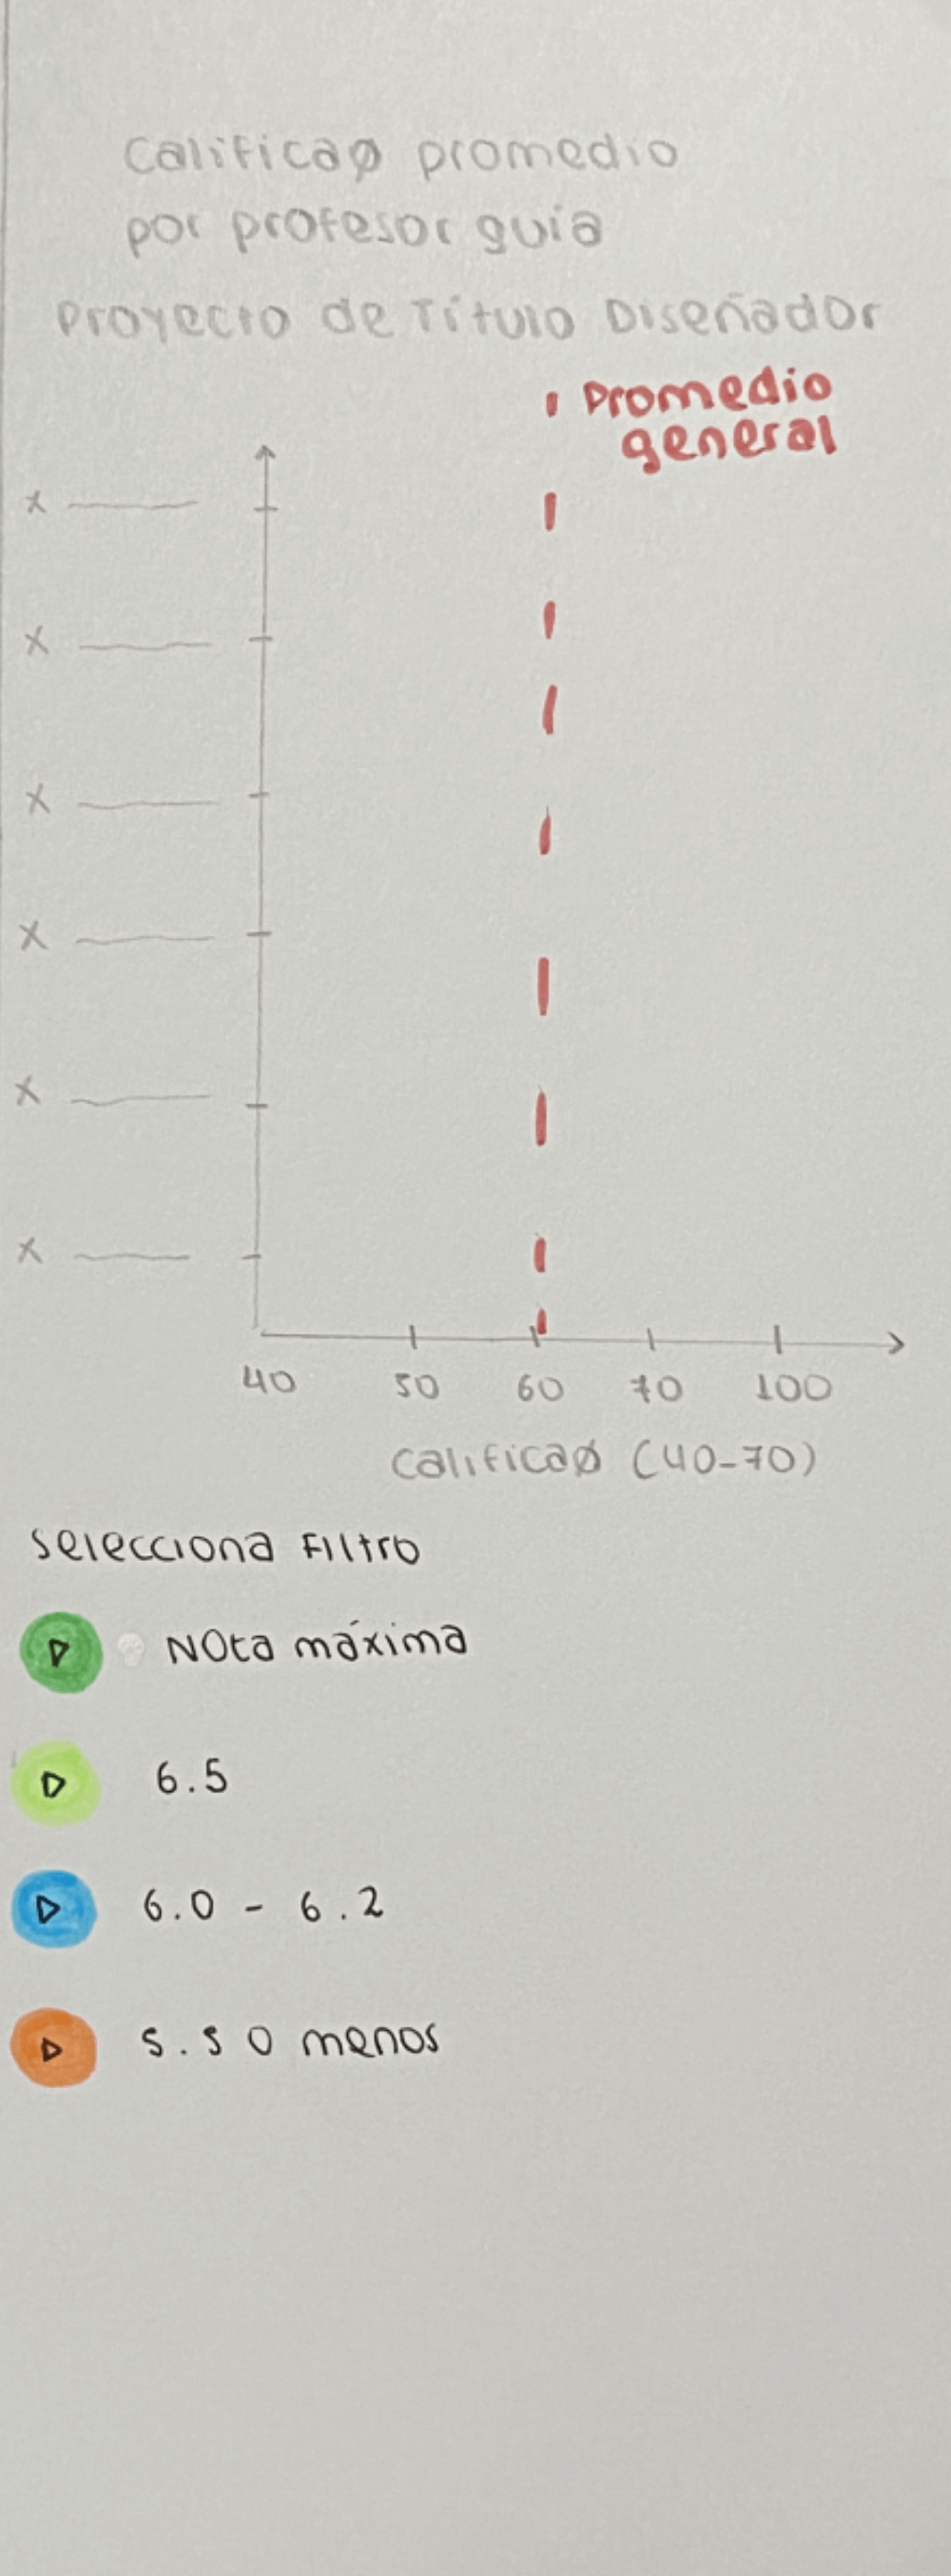 Calificaø promedio
por profesor guia
Proyecto de Título Diseñador
Promedio
general
x
x
x
x
x
x
40 50 60 70 100
Calificaø (40-70)
selecciona Filtro
Nota máxima
6.5
6.0 - 6.2
5.5 o menos